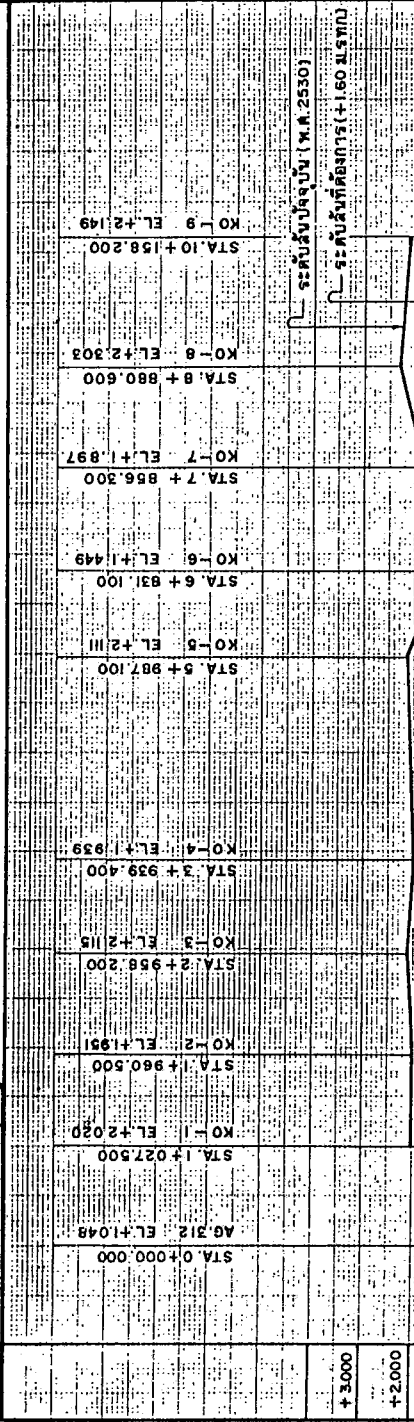 ระดับสันปัจจุบัน (พ.ศ.2530)
ระดับสันที่ต้องการ (+1.60 ม.รทก.)
KO-9 EL.+2.149
STA.10+158.200
KO-8 EL.+2.303
STA.8+880.600
KO-7 EL.+1.897
STA.7+856.300
KO-6 EL.+1.449
STA.6+831.100
KO-5 EL.+2.111
STA.5+987.100
KO-4 EL.+1.939
STA.3+939.400
KO-3 EL.+2.115
STA.2+958.200
KO-2 EL.+1.951
STA.1+960.500
KO-1 EL.+2.020
STA.1+027.500
AG.312 EL.+1.048
STA.0+000.000
+3.000
+2.000